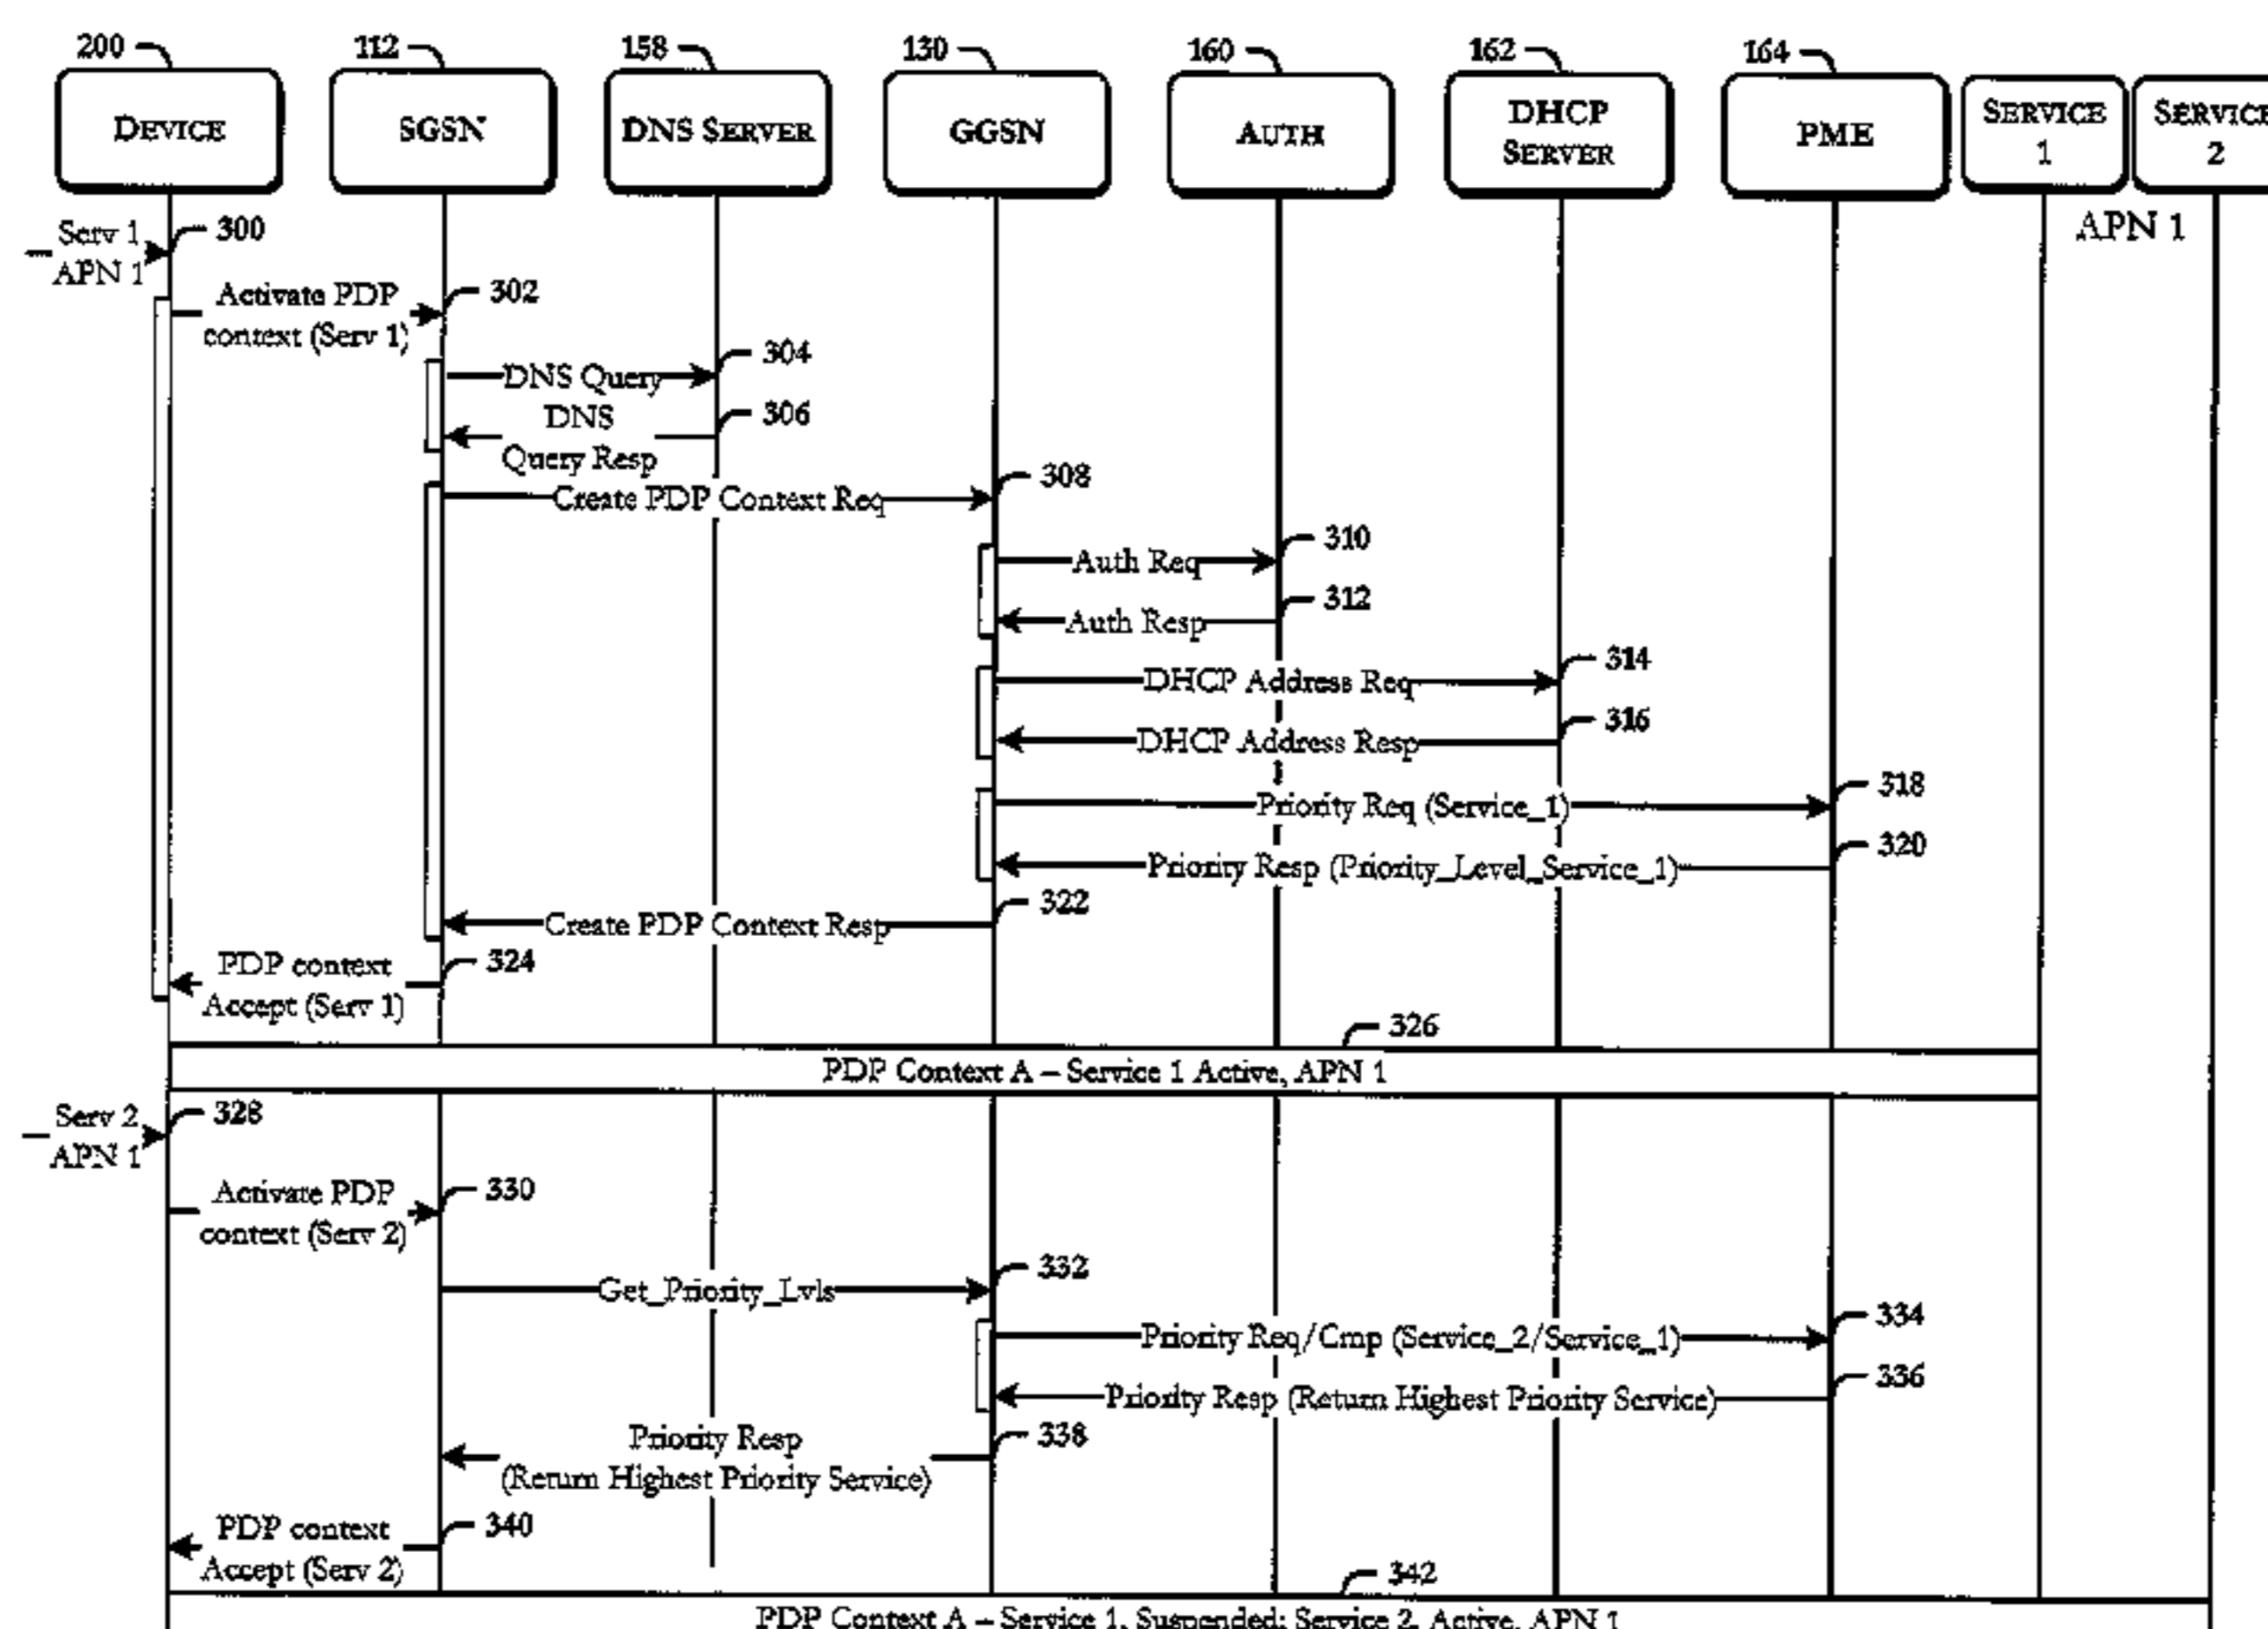 200
112
158
130
160
162
164
DEVICE
SGSN
DNS SERVER
GGSN
AUTH
DHCP
SERVER
PME
SERVICE
1
SERVICE
2
APN 1
Serv 1
APN 1
300
Activate PDP
context (Serv 1)
302
DNS Query
304
DNS
Query Resp
306
Create PDP Context Req
308
Auth Req
310
Auth Resp
312
DHCP Address Req
314
DHCP Address Resp
316
Priority Req (Service_1)
318
Priority Resp (Priority_Level_Service_1)
320
Create PDP Context Resp
322
PDP context
Accept (Serv 1)
324
326
PDP Context A – Service 1 Active, APN 1
Serv 2
APN 1
328
Activate PDP
context (Serv 2)
330
Get_Priority_Lvls
332
Priority Req/Cmp (Service_2/Service_1)
334
Priority Resp (Return Highest Priority Service)
336
Priority Resp
(Return Highest Priority Service)
338
PDP context
Accept (Serv 2)
340
342
PDP Context A – Service 1, Suspended; Service 2, Active, APN 1